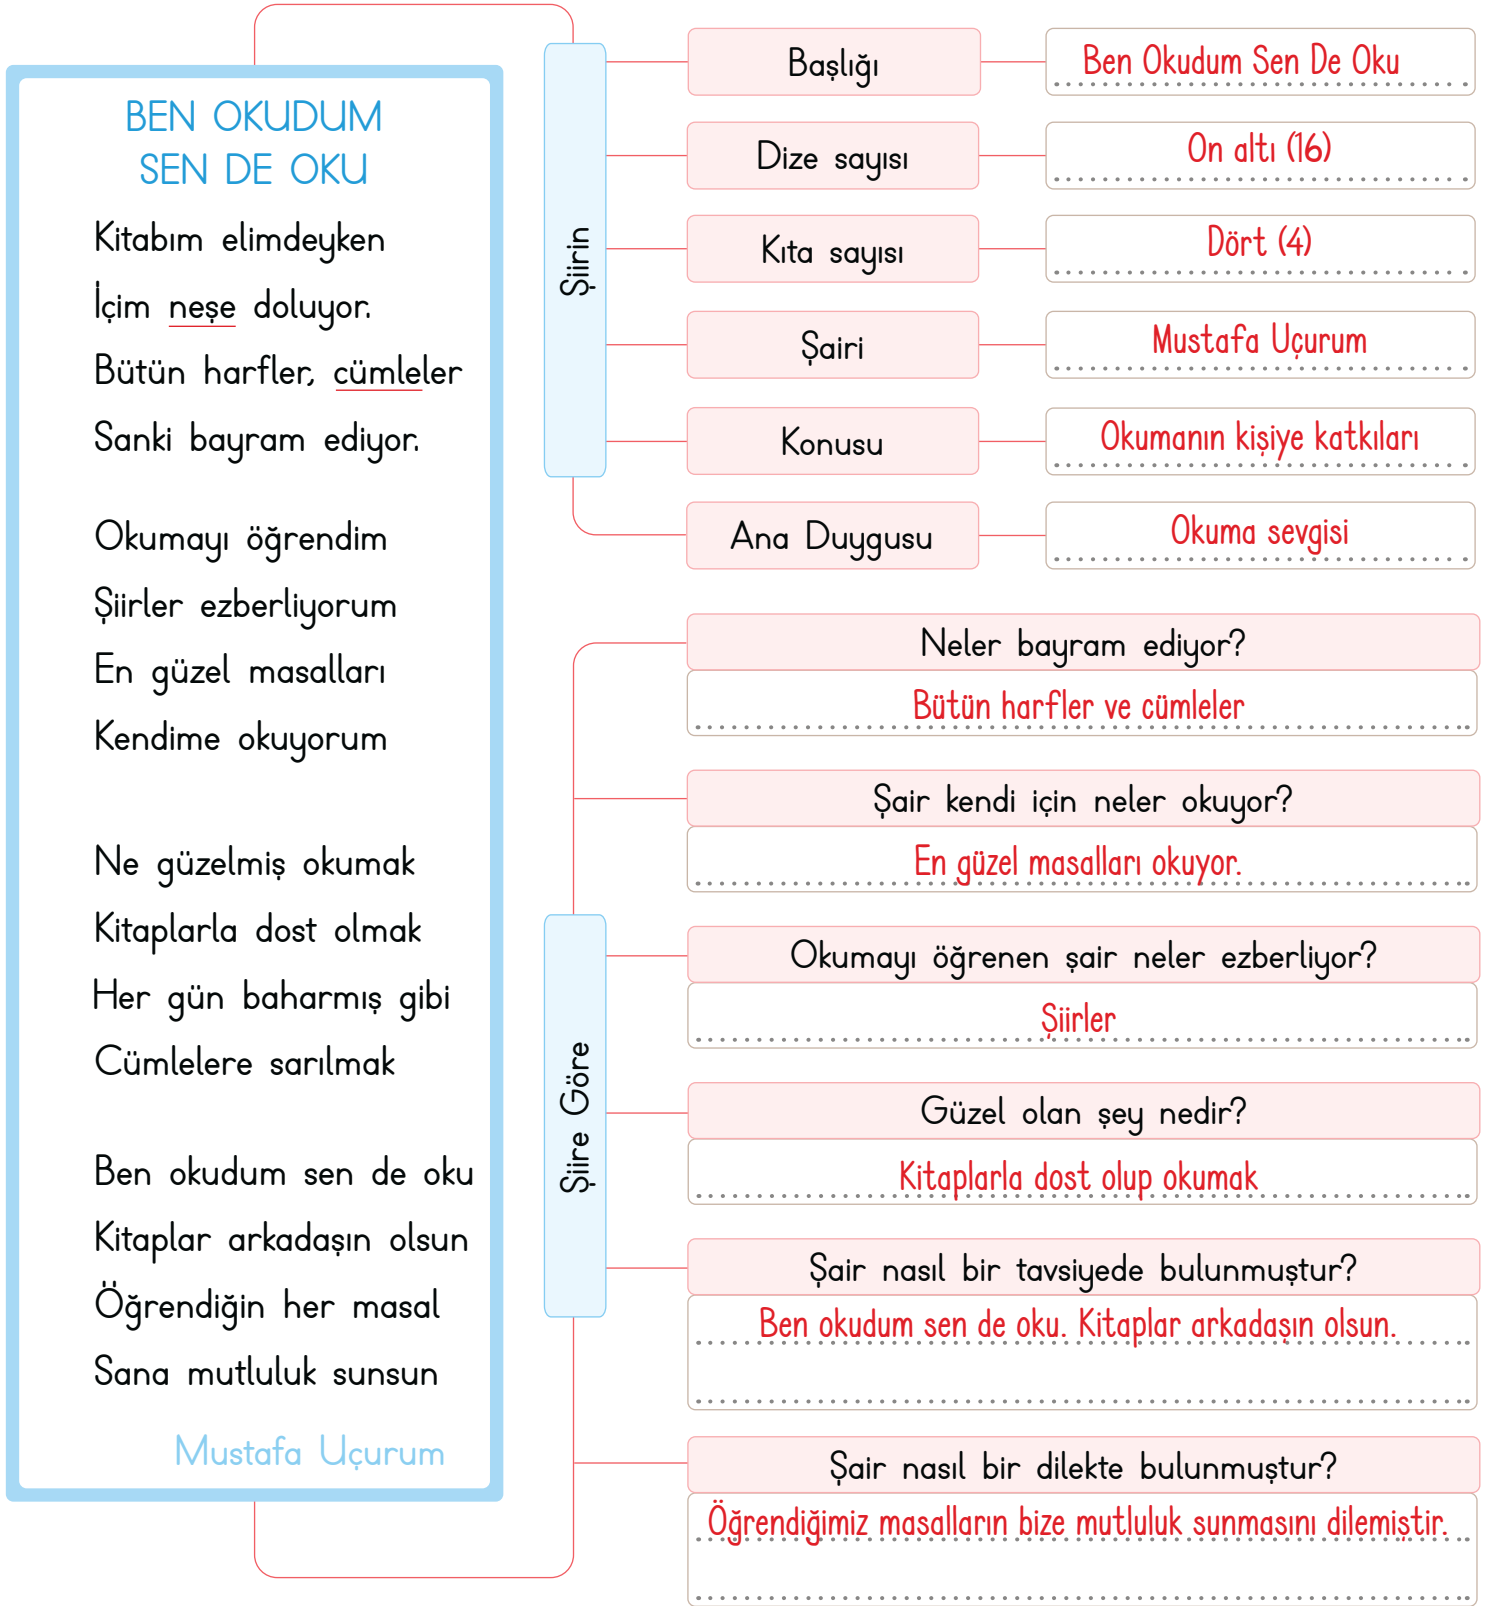 BEN OKUDUM
SEN DE OKU
Kitabım elimdeyken
İçim neşe doluyor.
Bütün harfler, cümleler
Sanki bayram ediyor.
Okumayı öğrendim
Şiirler ezberliyorum
En güzel masalları
Kendime okuyorum
Ne güzelmiş okumak
Kitaplarla dost olmak
Her gün baharmış gibi
Cümlelere sarılmak
Ben okudum sen de oku
Kitaplar arkadaşın olsun
Öğrendiğin her masal
Sana mutluluk sunsun
Mustafa Uçurum
Şiirin
Başlığı
Ben Okudum Sen De Oku
Dize sayısı
On altı (16)
Kıta sayısı
Dört (4)
Şairi
Mustafa Uçurum
Konusu
Okumanın kişiye katkıları
Ana Duygusu
Okuma sevgisi
Şiire Göre
Neler bayram ediyor?
Bütün harfler ve cümleler
Şair kendi için neler okuyor?
En güzel masalları okuyor.
Okumayı öğrenen şair neler ezberliyor?
Şiirler
Güzel olan şey nedir?
Kitaplarla dost olup okumak
Şair nasıl bir tavsiyede bulunmuştur?
Ben okudum sen de oku. Kitaplar arkadaşın olsun.
Şair nasıl bir dilekte bulunmuştur?
Öğrendiğimiz masalların bize mutluluk sunmasını dilemiştir.